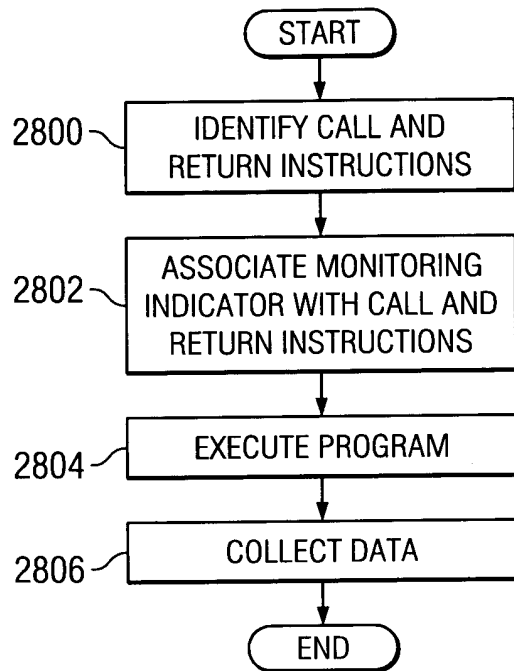 START
2800
IDENTIFY CALL AND
RETURN INSTRUCTIONS
2802
ASSOCIATE MONITORING
INDICATOR WITH CALL AND
RETURN INSTRUCTIONS
2804
EXECUTE PROGRAM
2806
COLLECT DATA
END